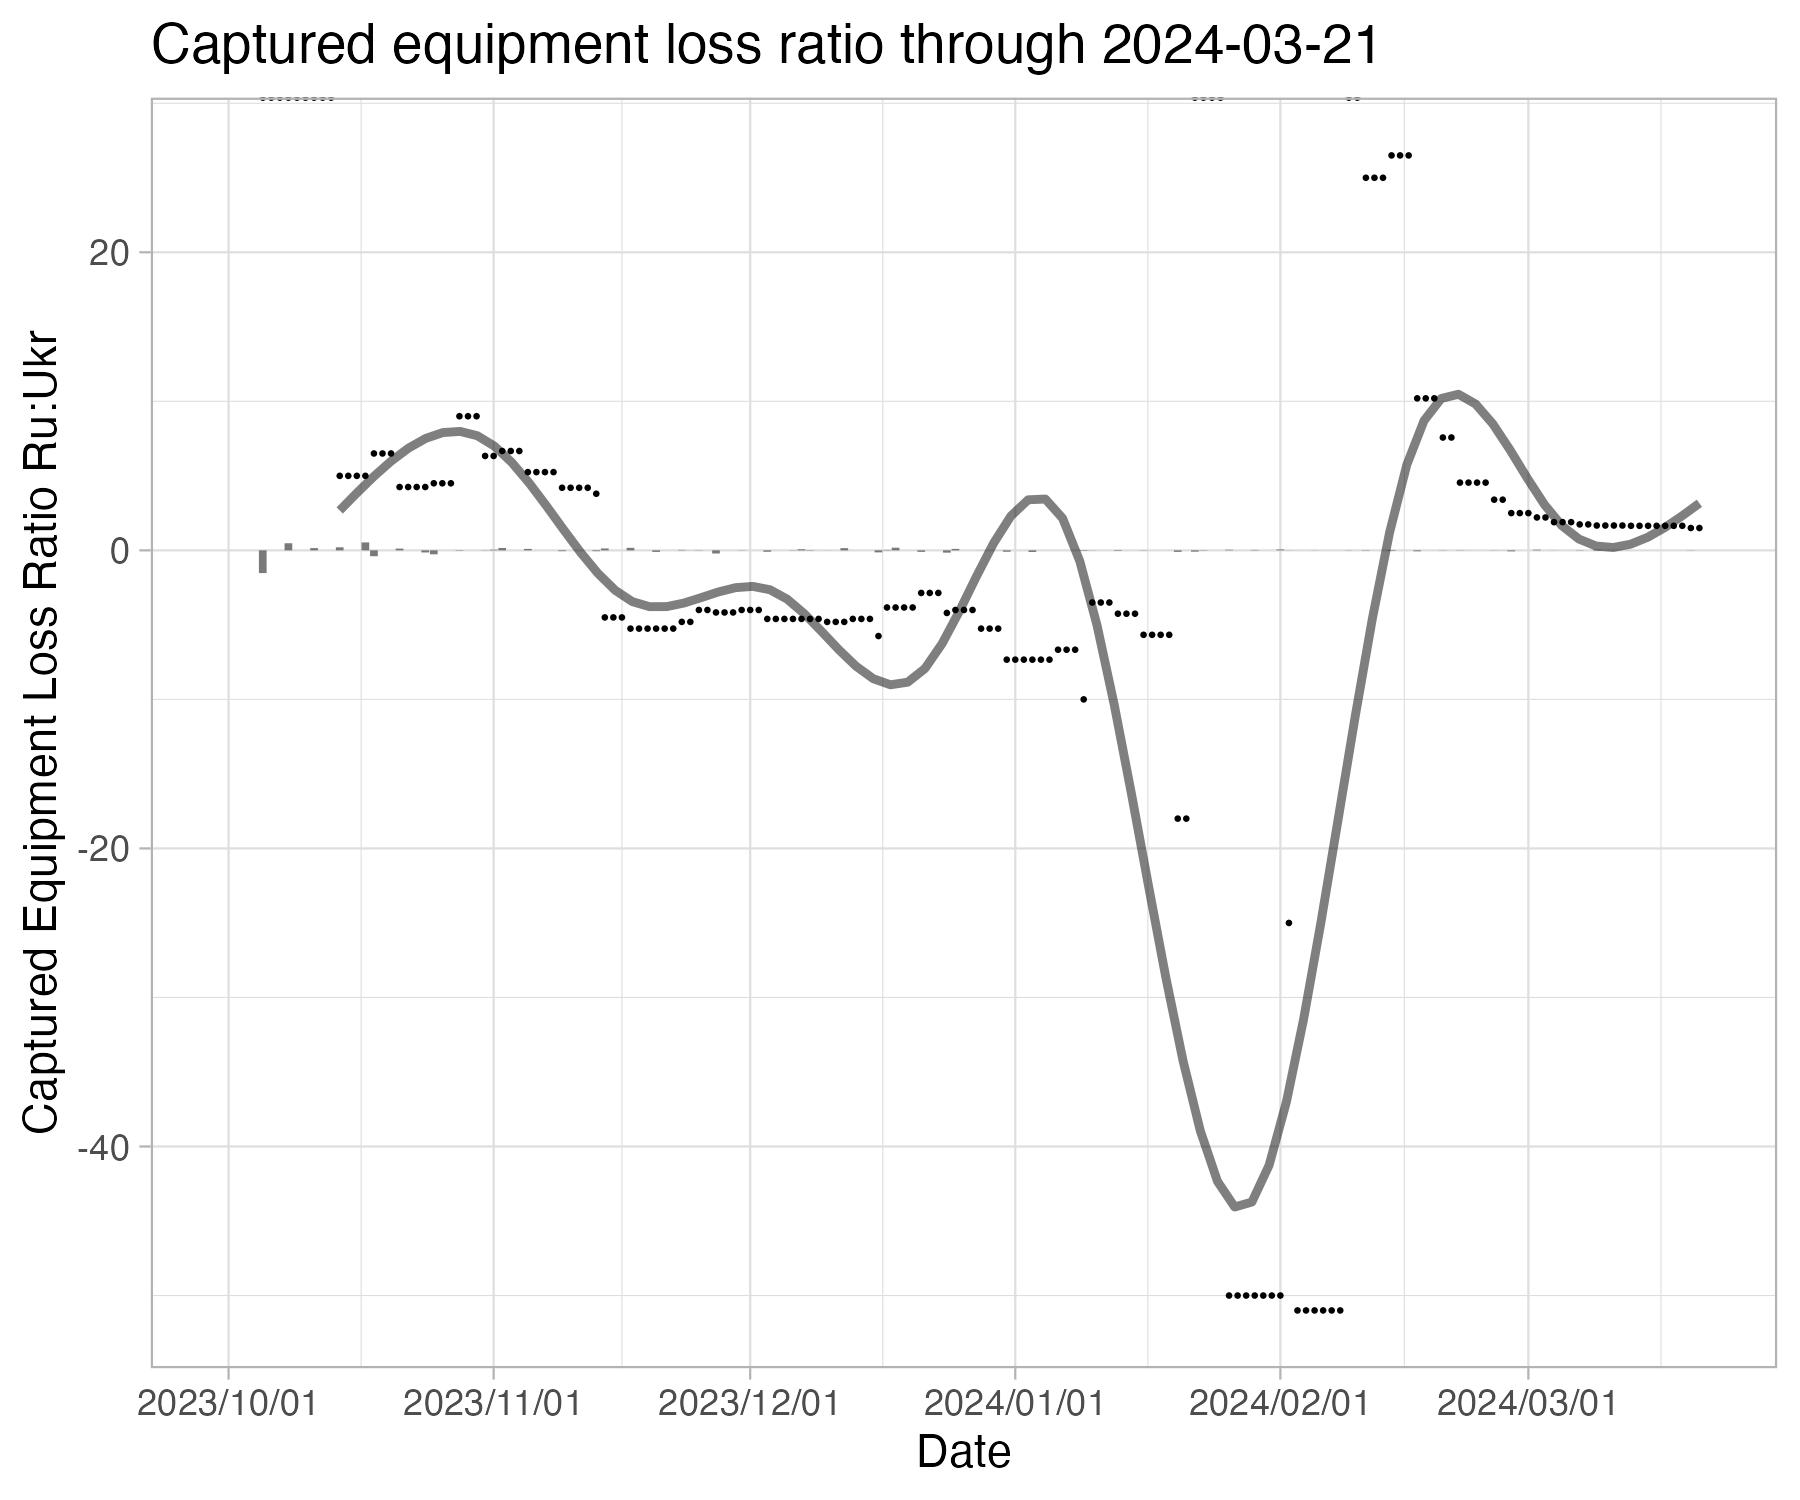 Captured equipment loss ratio through 2024-03-21
Captured Equipment Loss Ratio Ru:Ukr
20
0
-20
-40
2023/10/01 2023/11/01 2023/12/01 2024/01/01 2024/02/01 2024/03/01
Date